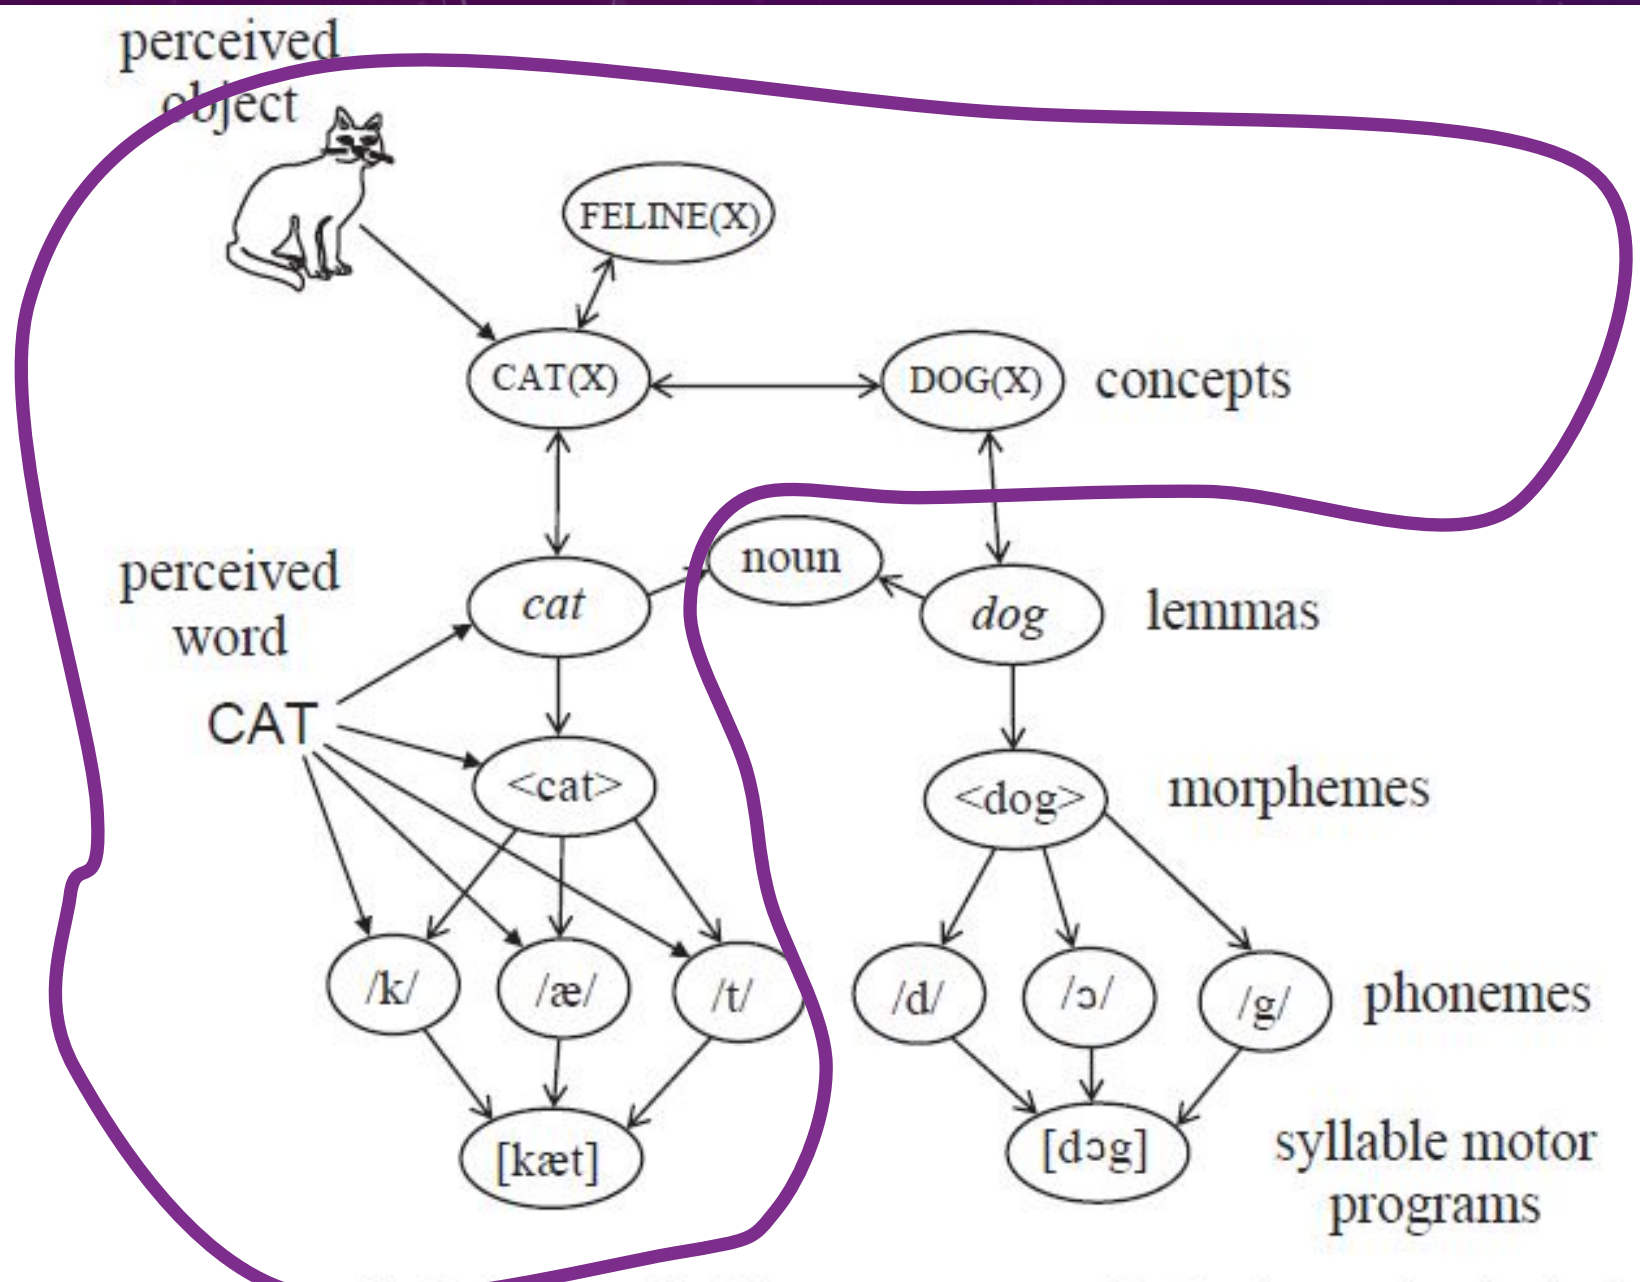 perceived
object
FELINE(X)
CAT(X)
DOG(X)
concepts
noun
perceived
word
cat
dog
lemmas
CAT
<cat>
<dog>
morphemes
/k/
/æ/
/t/
/d/
/ɔ/
/g/
phonemes
[kæt]
[dɔg]
syllable motor
programs